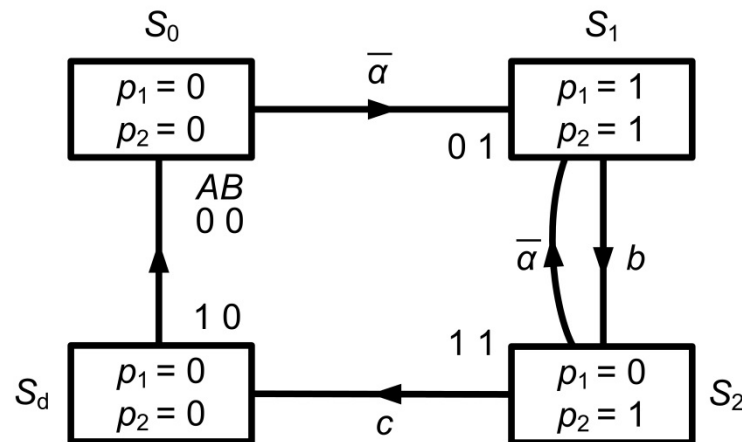 S₀
S₁
p₁ = 0
p₂ = 0
α̅
p₁ = 1
p₂ = 1
0 1
AB
0 0
α̅
b
1 0
1 1
S_d
p₁ = 0
p₂ = 0
c
p₁ = 0
p₂ = 1
S₂